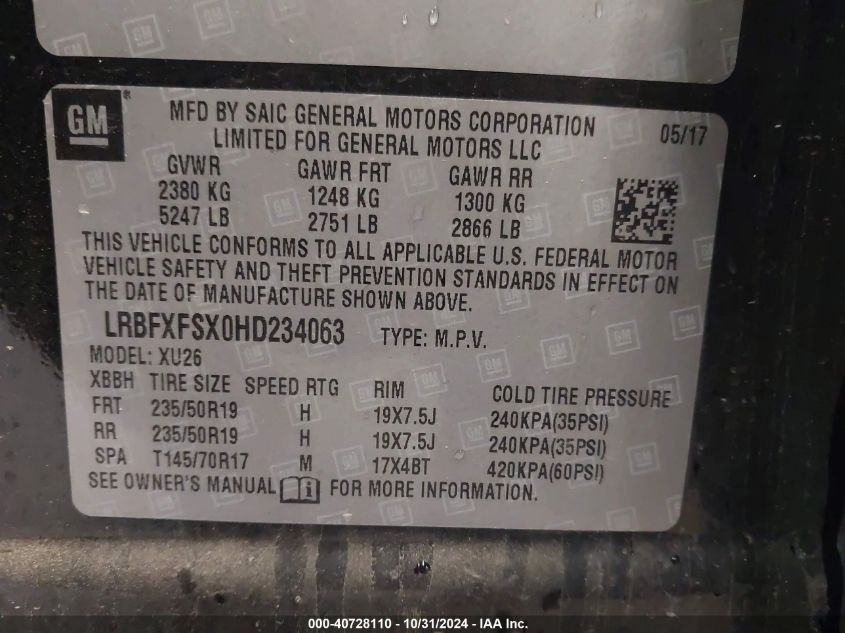 GM®
MFD BY SAIC GENERAL MOTORS CORPORATION
LIMITED FOR GENERAL MOTORS LLC
05/17
GVWR GAWR FRT GAWR RR
2380 KG 1248 KG 1300 KG
5247 LB 2751 LB 2866 LB
THIS VEHICLE CONFORMS TO ALL APPLICABLE U.S. FEDERAL MOTOR
VEHICLE SAFETY AND THEFT PREVENTION STANDARDS IN EFFECT ON
THE DATE OF MANUFACTURE SHOWN ABOVE.
LRBFXFSX0HD234063 TYPE: M.P.V.
MODEL: XU26
XBBH TIRE SIZE SPEED RTG RIM COLD TIRE PRESSURE
FRT 235/50R19 H 19X7.5J 240KPA(35PSI)
RR 235/50R19 H 19X7.5J 240KPA(35PSI)
SPA T145/70R17 M 17X4BT 420KPA(60PSI)
SEE OWNER'S MANUAL i FOR MORE INFORMATION.
000-40728110 - 10/31/2024 - IAA Inc.